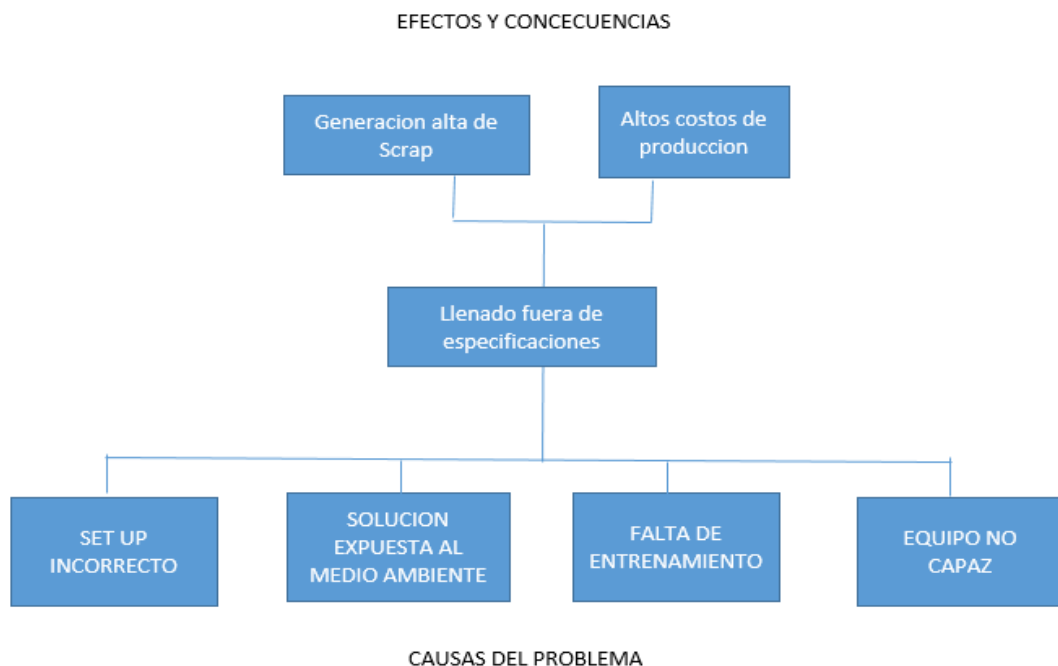 EFECTOS Y CONCECUENCIAS
Generacion alta de
Scrap
Altos costos de
produccion
Llenado fuera de
especificaciones
SET UP
INCORRECTO
SOLUCION
EXPUESTA AL
MEDIO AMBIENTE
FALTA DE
ENTRENAMIENTO
EQUIPO NO
CAPAZ
CAUSAS DEL PROBLEMA